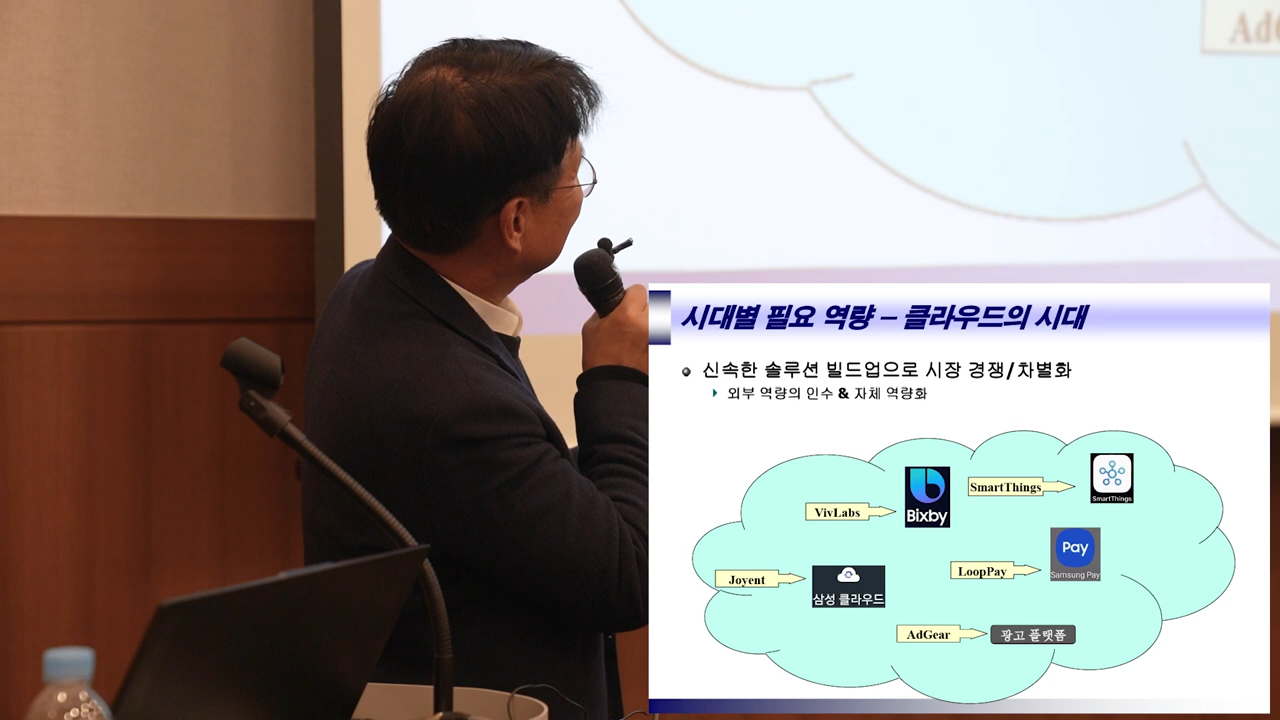 Ad
시대별 필요 역량 – 클라우드의 시대
신속한 솔루션 빌드업으로 시장 경쟁/차별화
외부 역량의 인수 & 자체 역량화
SmartThings
SmartThings
VivLabs
Bixby
Pay
LoopPay
Samsung Pay
Joyent
삼성 클라우드
AdGear
광고 플랫폼